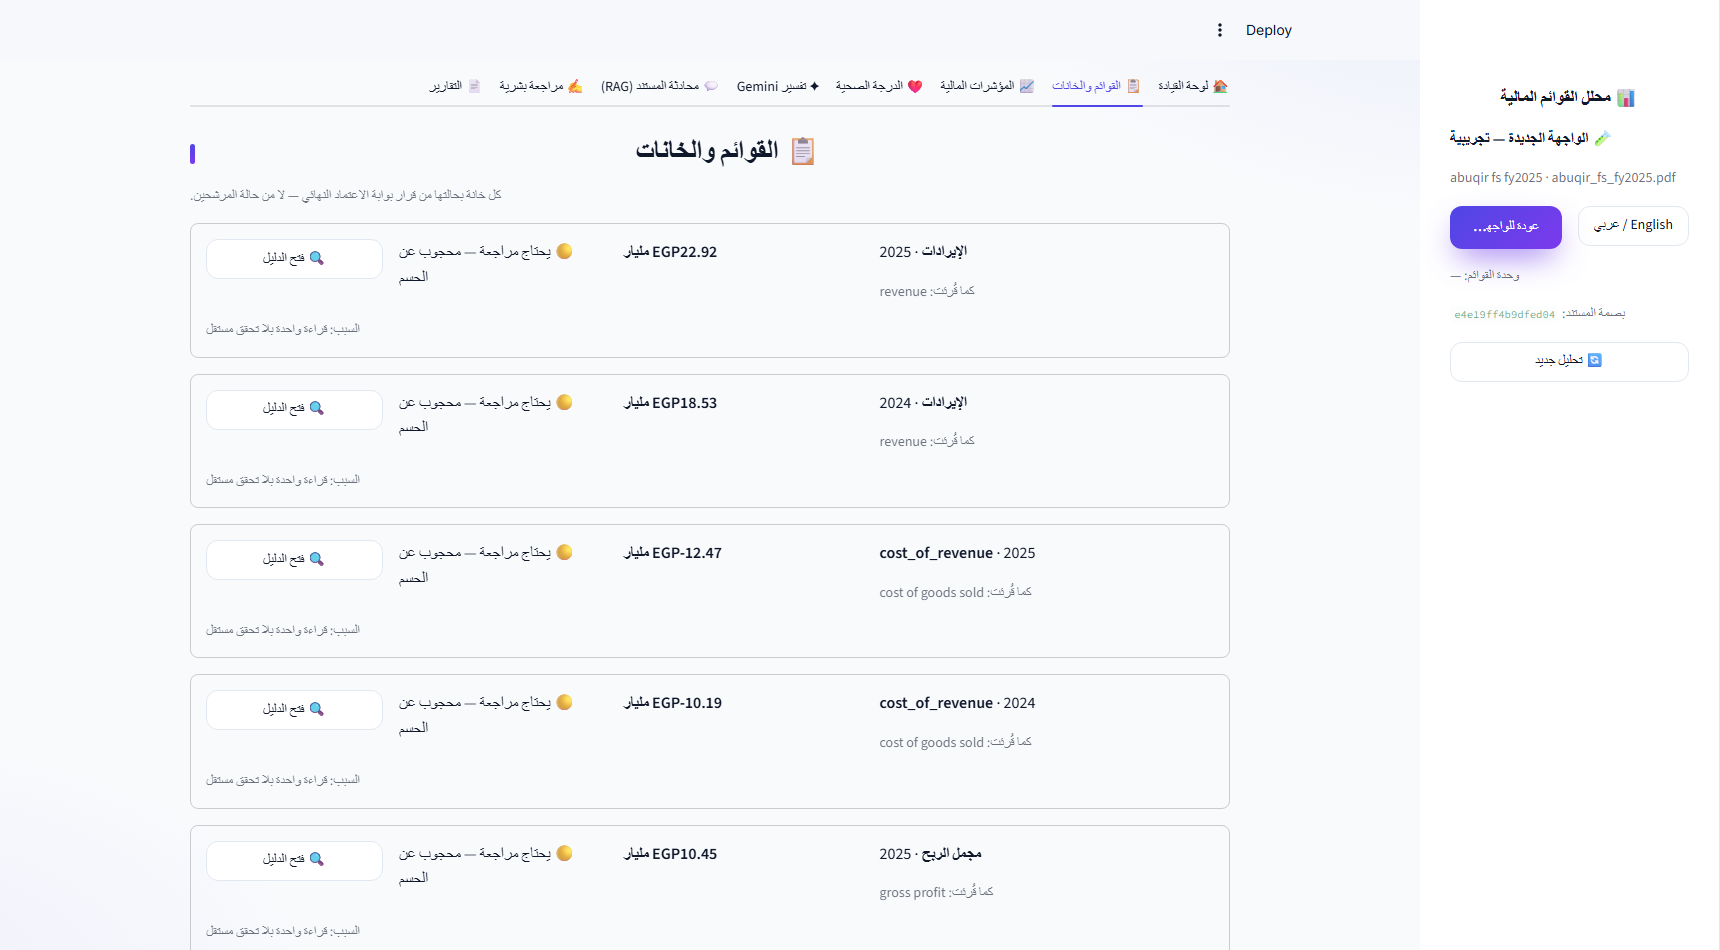 Deploy
📊 محلل القوائم المالية
🧪 الواجهة الجديدة — تجريبية
abuqir fs fy2025 · abuqir_fs_fy2025.pdf
عربي / English
عودة للواجهـ...
وحدة القوائم: —
بصمة المستند: e4e19ff4b9dfed04
🔄 تحليل جديد
🏠 لوحة القيادة
📋 القوائم والخانات
📈 المؤشرات المالية
❤️ الدرجة الصحية
✦ تفسير Gemini
💬 محادثة المستند (RAG)
✍️ مراجعة بشرية
📄 التقارير
📋 القوائم والخانات
كل خانة بحالتها من قرار بوابة الاعتماد النهائي — لا من حالة المرشحين.
الإيرادات · 2025
كما قُرئت: revenue
EGP22.92 مليار
🟡 يحتاج مراجعة — محجوب عن
الحسم
🔍 فتح الدليل
السبب: قراءة واحدة بلا تحقق مستقل
الإيرادات · 2024
كما قُرئت: revenue
EGP18.53 مليار
🟡 يحتاج مراجعة — محجوب عن
الحسم
🔍 فتح الدليل
السبب: قراءة واحدة بلا تحقق مستقل
cost_of_revenue · 2025
كما قُرئت: cost of goods sold
EGP-12.47 مليار
🟡 يحتاج مراجعة — محجوب عن
الحسم
🔍 فتح الدليل
السبب: قراءة واحدة بلا تحقق مستقل
cost_of_revenue · 2024
كما قُرئت: cost of goods sold
EGP-10.19 مليار
🟡 يحتاج مراجعة — محجوب عن
الحسم
🔍 فتح الدليل
السبب: قراءة واحدة بلا تحقق مستقل
مجمل الربح · 2025
كما قُرئت: gross profit
EGP10.45 مليار
🟡 يحتاج مراجعة — محجوب عن
الحسم
🔍 فتح الدليل
السبب: قراءة واحدة بلا تحقق مستقل